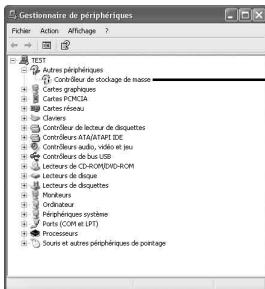 Gestionnaire de périphériques
Fichier Action Affichage ?
TEST
Autres périphériques
Contrôleur de stockage de masse
Cartes graphiques
Cartes PCMCIA
Cartes réseau
Claviers
Contrôleur de lecteur de disquettes
Contrôleurs ATA/ATAPI IDE
Contrôleurs audio, vidéo et jeu
Contrôleurs de bus USB
Lecteurs de CD-ROM/DVD-ROM
Lecteurs de disque
Lecteurs de disquettes
Moniteurs
Ordinateur
Périphériques système
Ports (COM et LPT)
Processeurs
Souris et autres périphériques de pointage